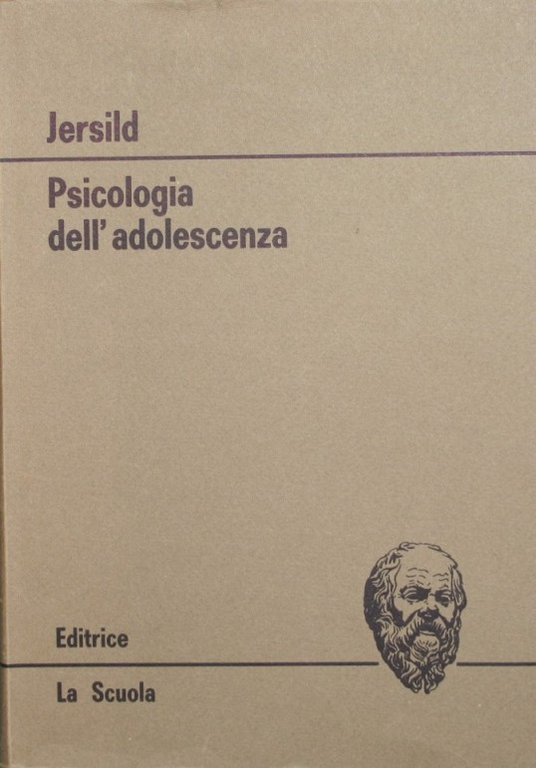 Jersild
Psicologia
dell'adolescenza
Editrice
La Scuola